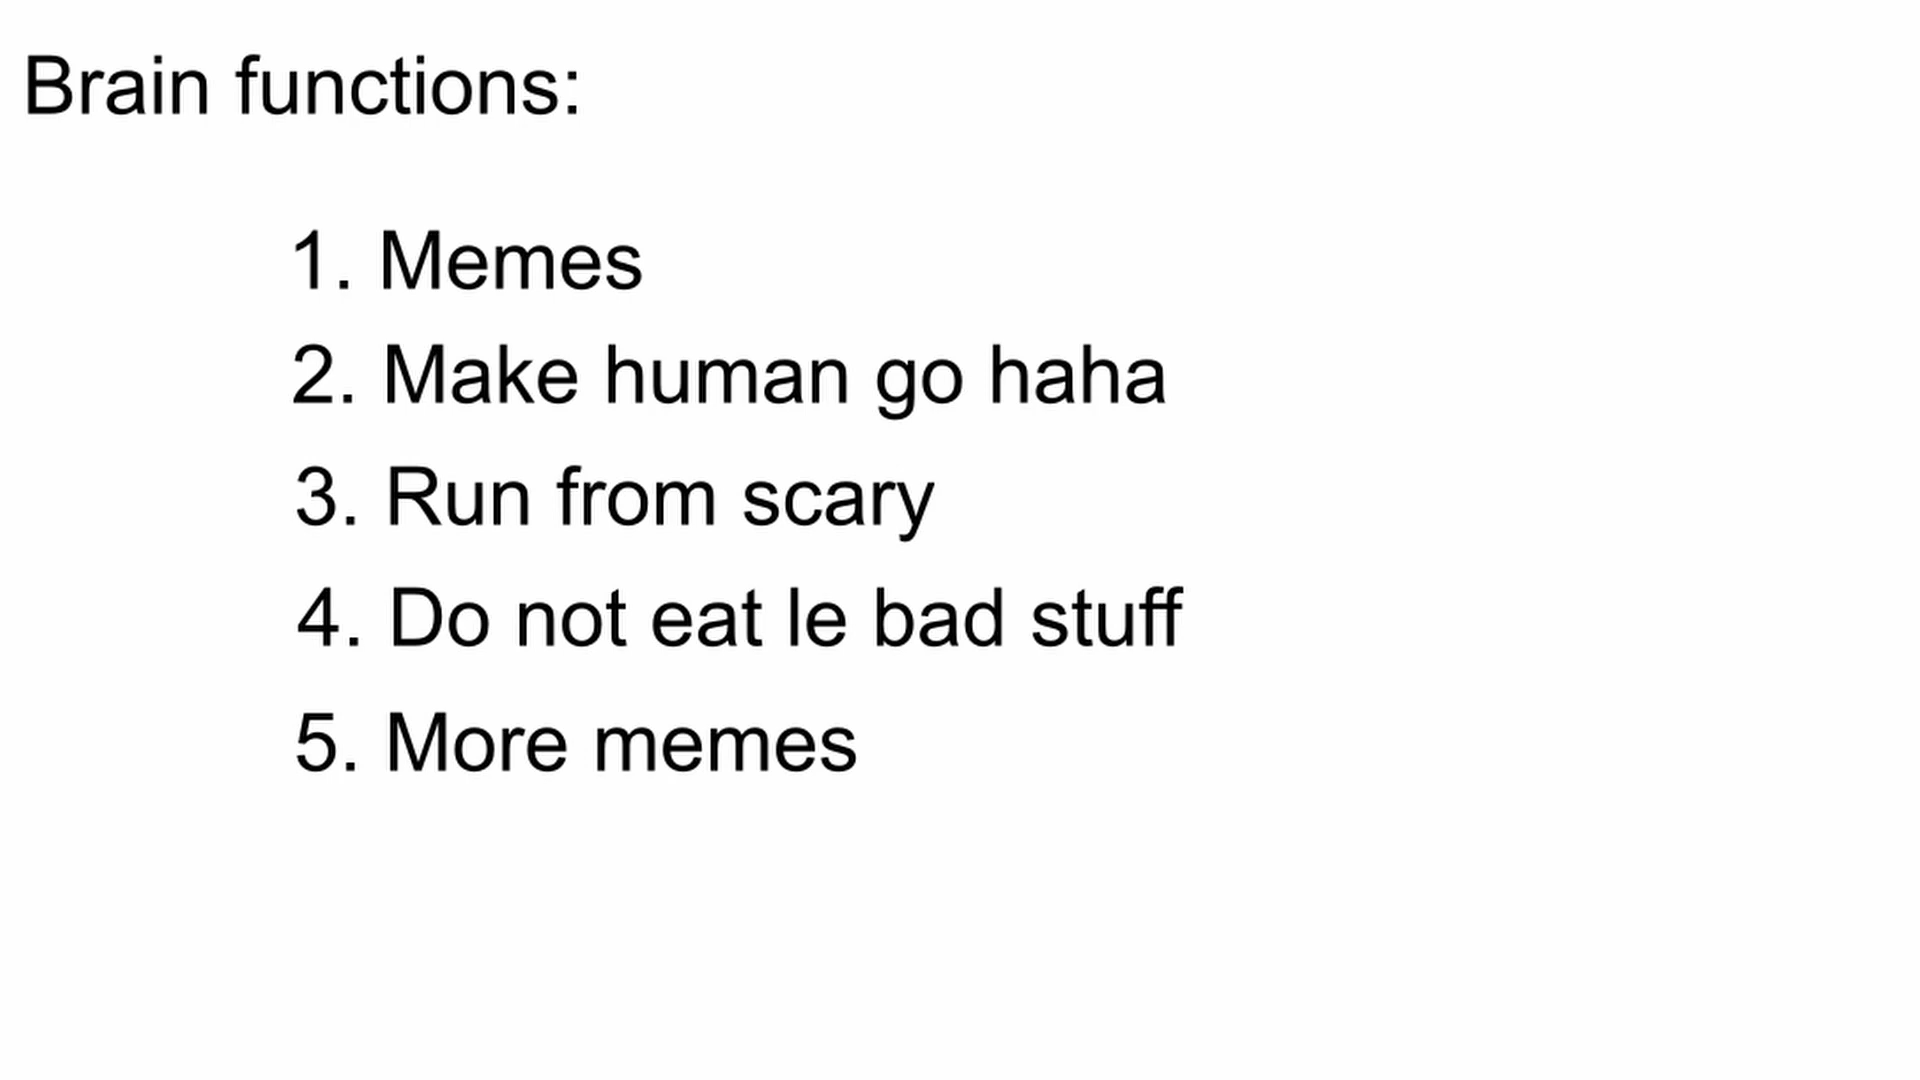 Brain functions:
1. Memes
2. Make human go haha
3. Run from scary
4. Do not eat le bad stuff
5. More memes